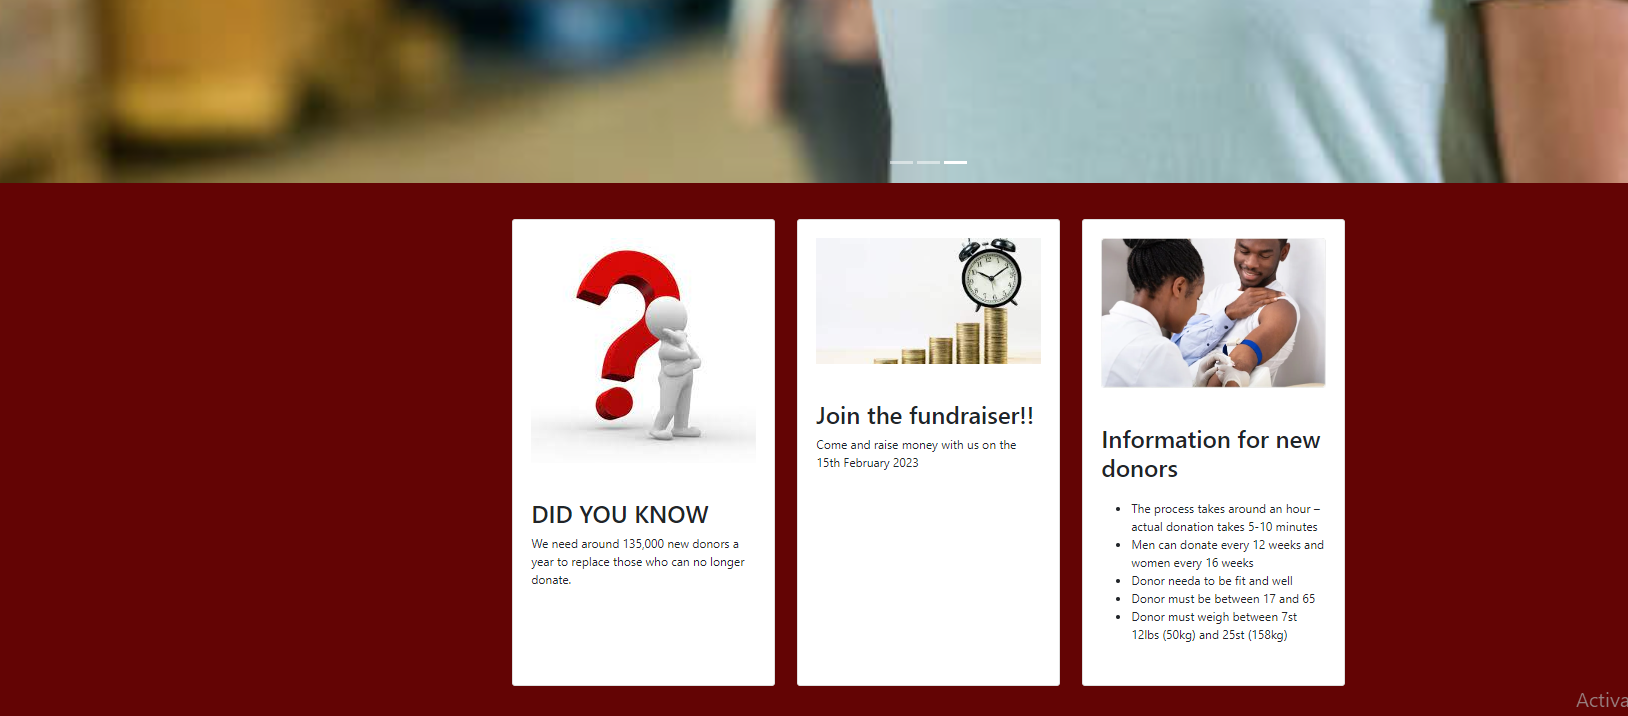 DID YOU KNOW
We need around 135,000 new donors a
year to replace those who can no longer
donate.
Join the fundraiser!!
Come and raise money with us on the
15th February 2023
Information for new
donors
The process takes around an hour –
actual donation takes 5-10 minutes
Men can donate every 12 weeks and
women every 16 weeks
Donor needa to be fit and well
Donor must be between 17 and 65
Donor must weigh between 7st
12lbs (50kg) and 25st (158kg)
Activa